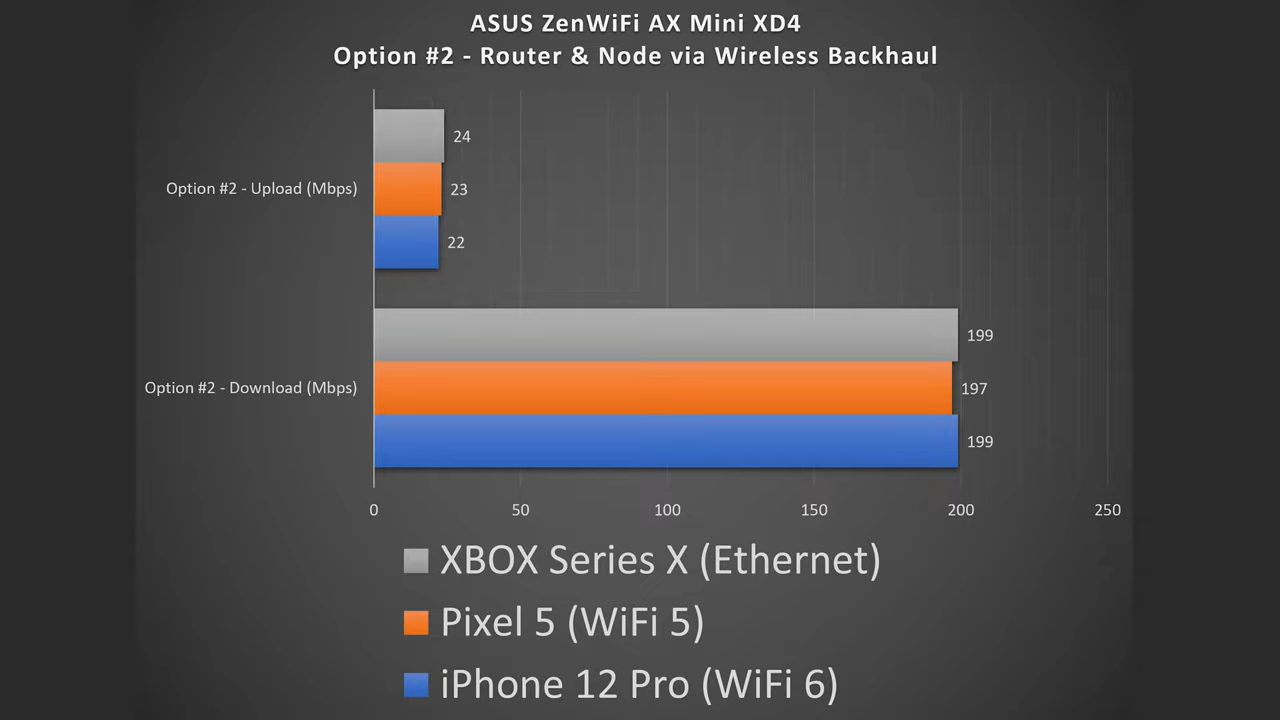 ASUS ZenWiFi AX Mini XD4
Option #2 - Router & Node via Wireless Backhaul
24
Option #2 - Upload (Mbps)
23
22
199
Option #2 - Download (Mbps)
197
199
0 50 100 150 200 250
XBOX Series X (Ethernet)
Pixel 5 (WiFi 5)
iPhone 12 Pro (WiFi 6)